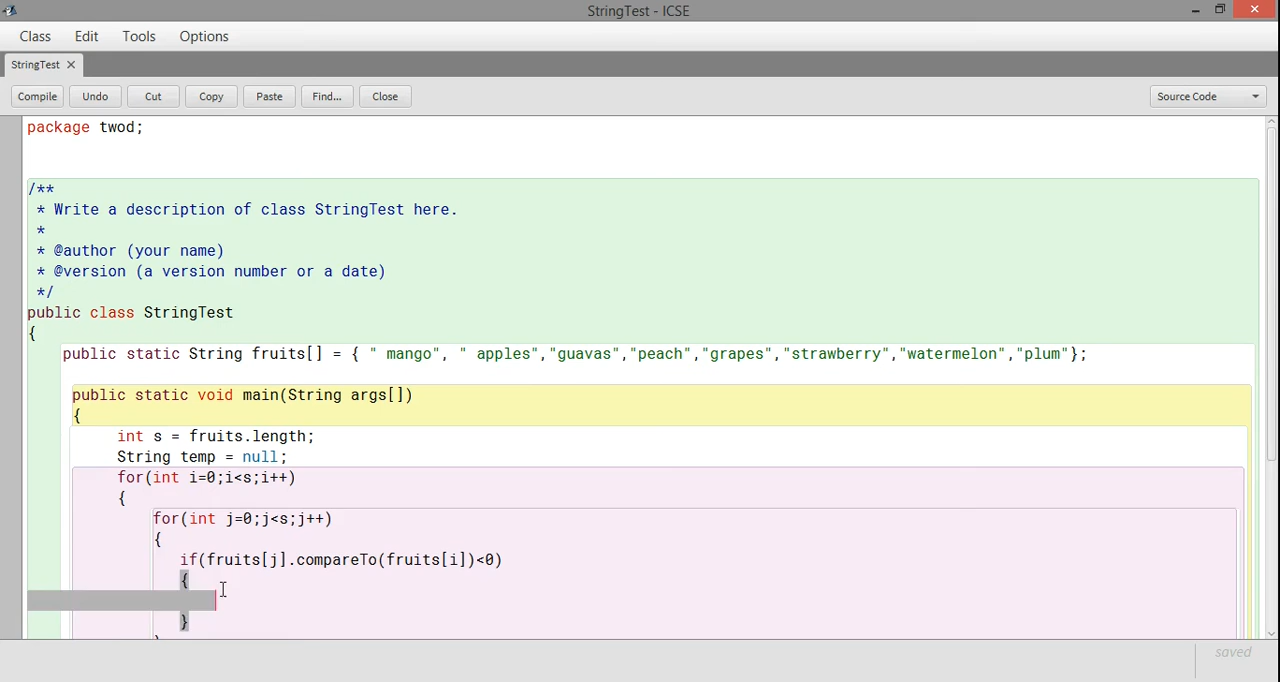 StringTest - ICSE
Class Edit Tools Options
StringTest
Compile Undo Cut Copy Paste Find... Close Source Code
package twod;
/**
* Write a description of class StringTest here.
*
* @author (your name)
* @version (a version number or a date)
*/
public class StringTest
{
public static String fruits[] = { " mango", " apples","guavas","peach","grapes","strawberry","watermelon","plum"};
public static void main(String args[])
{
int s = fruits.length;
String temp = null;
for(int i=0;i<s;i++)
{
for(int j=0;j<s;j++)
{
if(fruits[j].compareTo(fruits[i])<0)
{
}
saved